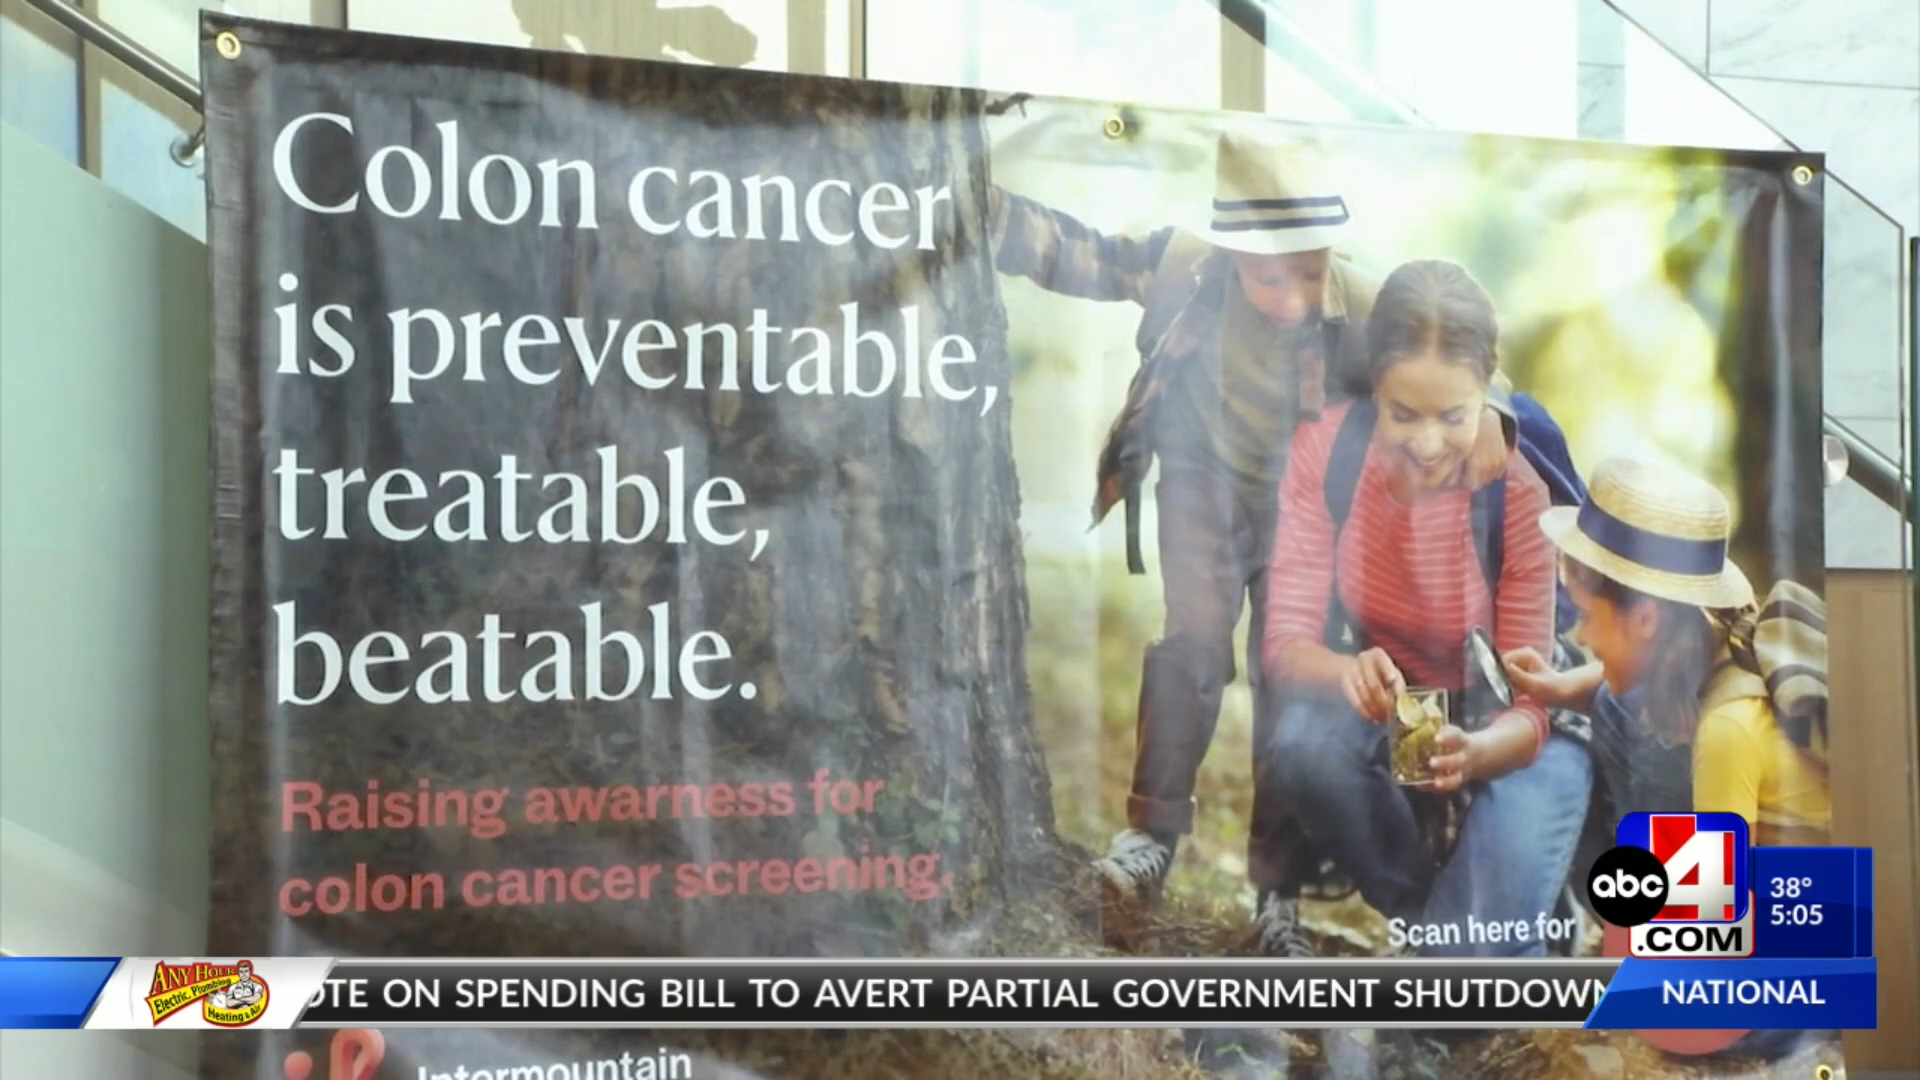 Colon cancer
is preventable,
treatable,
beatable.
Raising awarness for
colon cancer screening.
Scan here for
abc 4
.COM
38°
5:05
ANY HOUR
Electric, Plumbing
Heating & Air
OTE ON SPENDING BILL TO AVERT PARTIAL GOVERNMENT SHUTDOWN
NATIONAL
Intermountain